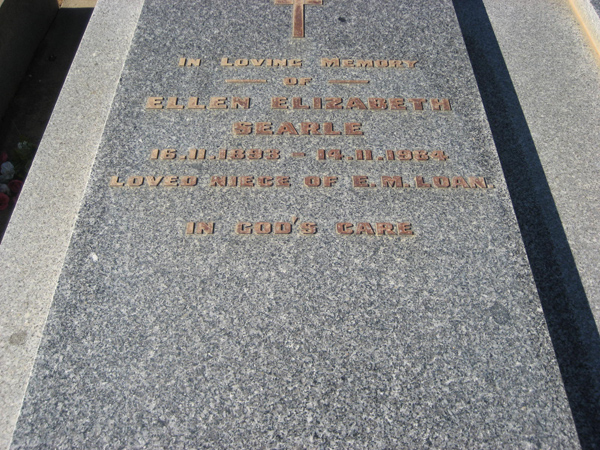 In Loving Memory
OF
ELLEN ELIZABETH
SEARLE
16.11.1898 – 14.11.1984
LOVED NIECE OF E.M. LUAN.
IN GOD'S CARE